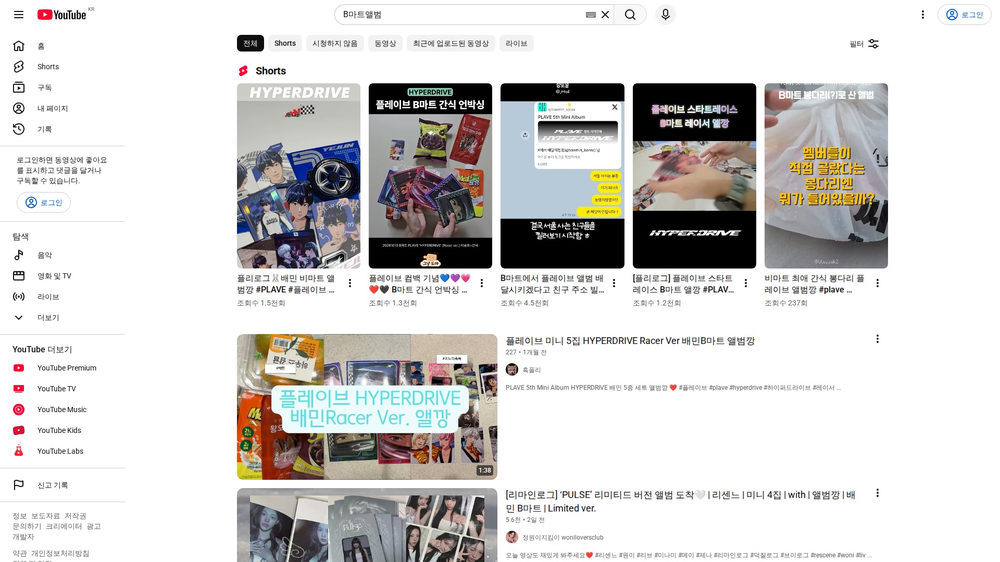 YouTube KR
B마트앨범
로그인
홈
Shorts
구독
내 페이지
기록
로그인하면 동영상에 좋아요
를 표시하고 댓글을 달거나
구독할 수 있습니다.
로그인
탐색
음악
영화 및 TV
라이브
더보기
YouTube 더보기
YouTube Premium
YouTube TV
YouTube Music
YouTube Kids
YouTube Labs
신고 기록
정보 보도자료 저작권
문의하기 크리에이터 광고
개발자
약관 개인정보처리방침
전체 Shorts 시청하지 않음 동영상 최근에 업로드된 동영상 라이브
필터
Shorts
HYPERDRIVE
YEJUN
플리로그🐰배민 비마트 앨
범깡 #PLAVE #플레이브 ...
조회수 1.5천회
HYPERDRIVE
플레이브 B마트 간식 언박싱
플레이브 컴백 기념💙💜💗
❤️🖤 B마트 간식 언박싱 ...
조회수 1.3천회
PLAVE 5th Mini Album
결국 서울 사는 친구들을
B마트에서 플레이브 앨범 배
달시키겠다고 친구 주소 빌...
조회수 4.5천회
플레이브 스타트레이스
B마트 레이서 앨깡
HYPERDRIVE
[플리로그] 플레이브 스타트
레이스 B마트 앨깡 #PLAV...
조회수 1.2천회
B마트 봉다리(?)로 산 앨범
멤버들이
직접 골랐다는
봉다리엔
뭐가 들어있을까?
비마트 최애 간식 봉다리 플
레이브 앨범깡 #plave ...
조회수 237회
플레이브 HYPERDRIVE
배민Racer Ver. 앨깡
1:38
플레이브 미니 5집 HYPERDRIVE Racer Ver 배민B마트 앨범깡
227 • 1개월 전
흑플리
PLAVE 5th Mini Album HYPERDRIVE 배민 5종 세트 앨범깡 ❤️ #플레이브 #plave #hyperdrive #하이퍼드라이브 #레이서 ...
[리마인로그] 'PULSE' 리미티드 버전 앨범 도착🤍 | 리센느 | 미니 4집 | with | 앨범깡 | 배
민 B마트 | Limited ver.
5.6천 • 2일 전
정원이지킴이 woniloversclub
오늘 영상도 재밌게 봐주세요❤️ #리센느 #원이 #리브 #미나미 #메이 #제나 #리마인로그 #덕질로그 #브이로그 #rescene #woni #liv ...